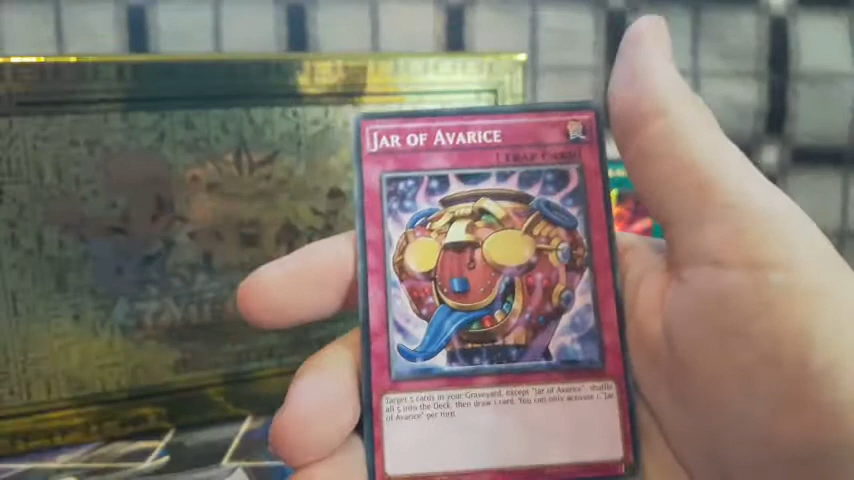 JAR OF AVARICE
[TRAP CARD]
Target 5 cards in your Graveyard, except "Jar of Avarice"; shuffle
all 5 into the Deck, then draw 1 card. You can only activate 1 "Jar
of Avarice" per turn.